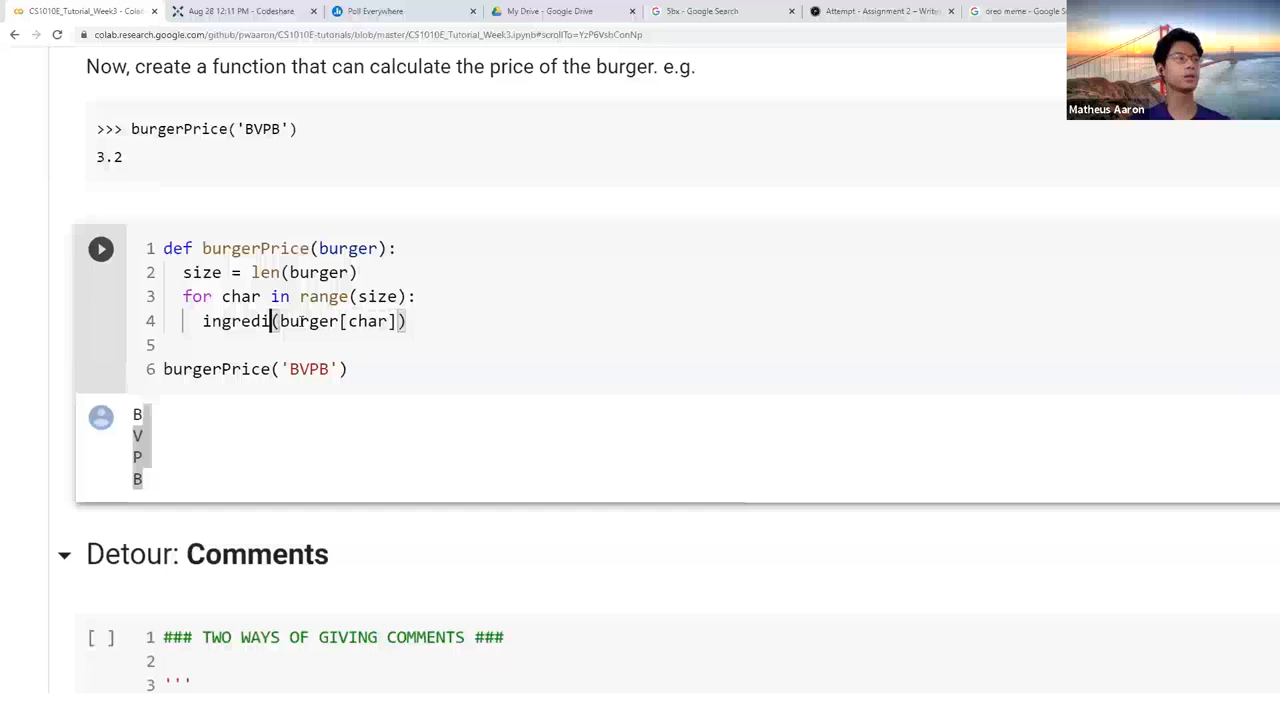 CS1010E_Tutorial_Week3 - Colab
Aug 28 12:11 PM - Codeshare
Poll Everywhere
My Drive - Google Drive
5bx - Google Search
Attempt - Assignment 2 – Write
oreo meme - Google S
colab.research.google.com/github/pwaaron/CS1010E-tutorials/blob/master/CS1010E_Tutorial_Week3.ipynb#scrollTo=YzP6VsbConNp
Matheus Aaron
Now, create a function that can calculate the price of the burger. e.g.
>>> burgerPrice('BVPB')
3.2
1 def burgerPrice(burger):
2 size = len(burger)
3 for char in range(size):
4 ingredi(burger[char])
5
6 burgerPrice('BVPB')
B
V
P
B
Detour: Comments
[ ] 1 ### TWO WAYS OF GIVING COMMENTS ###
2
3 '''